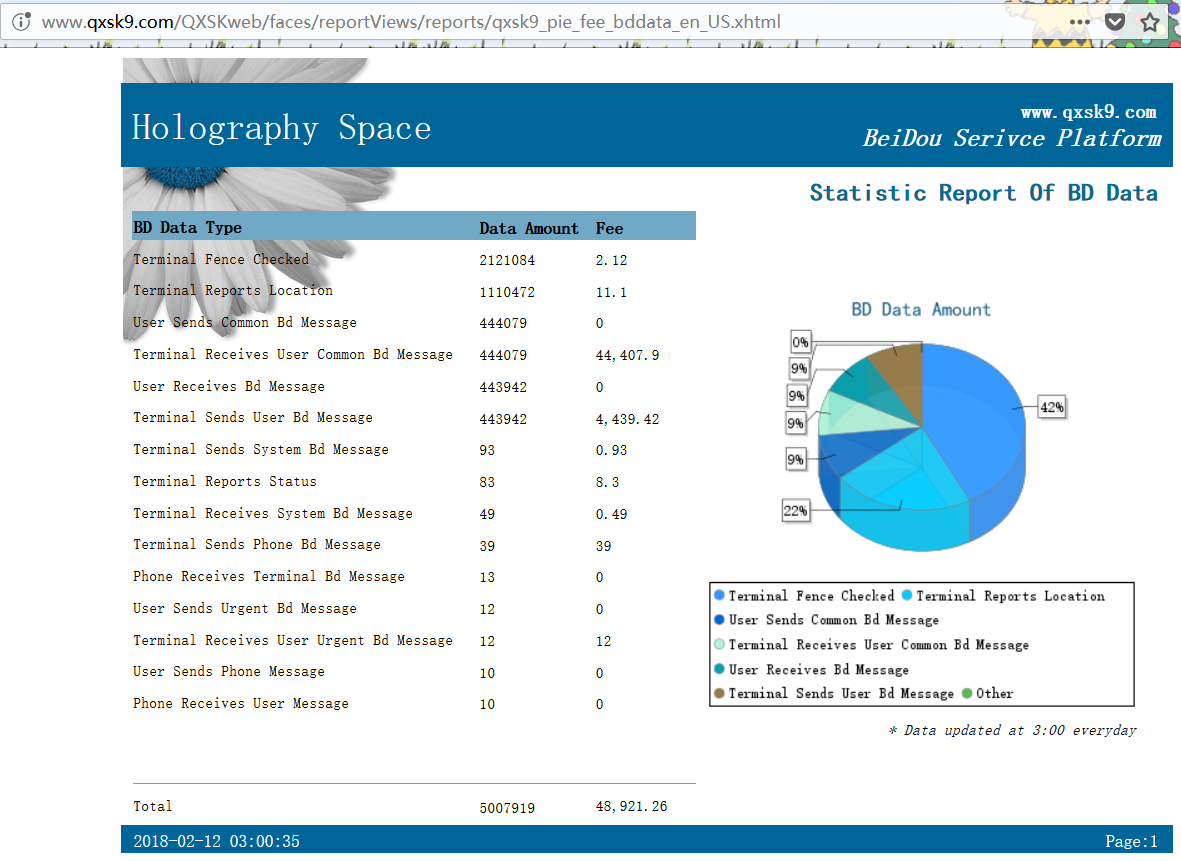 www.qxsk9.com/QXSKweb/faces/reportViews/reports/qxsk9_pie_fee_bddata_en_US.xhtml
Holography Space
www.qxsk9.com
BeiDou Serivce Platform
Statistic Report Of BD Data
BD Data Type Data Amount Fee
Terminal Fence Checked 2121084 2.12
Terminal Reports Location 1110472 11.1
User Sends Common Bd Message 444079 0
Terminal Receives User Common Bd Message 444079 44,407.9
User Receives Bd Message 443942 0
Terminal Sends User Bd Message 443942 4,439.42
Terminal Sends System Bd Message 93 0.93
Terminal Reports Status 83 8.3
Terminal Receives System Bd Message 49 0.49
Terminal Sends Phone Bd Message 39 39
Phone Receives Terminal Bd Message 13 0
User Sends Urgent Bd Message 12 0
Terminal Receives User Urgent Bd Message 12 12
User Sends Phone Message 10 0
Phone Receives User Message 10 0
Total 5007919 48,921.26
BD Data Amount
0%
9%
9%
9%
9%
22%
42%
Terminal Fence Checked Terminal Reports Location
User Sends Common Bd Message
Terminal Receives User Common Bd Message
User Receives Bd Message
Terminal Sends User Bd Message Other
* Data updated at 3:00 everyday
2018-02-12 03:00:35 Page:1